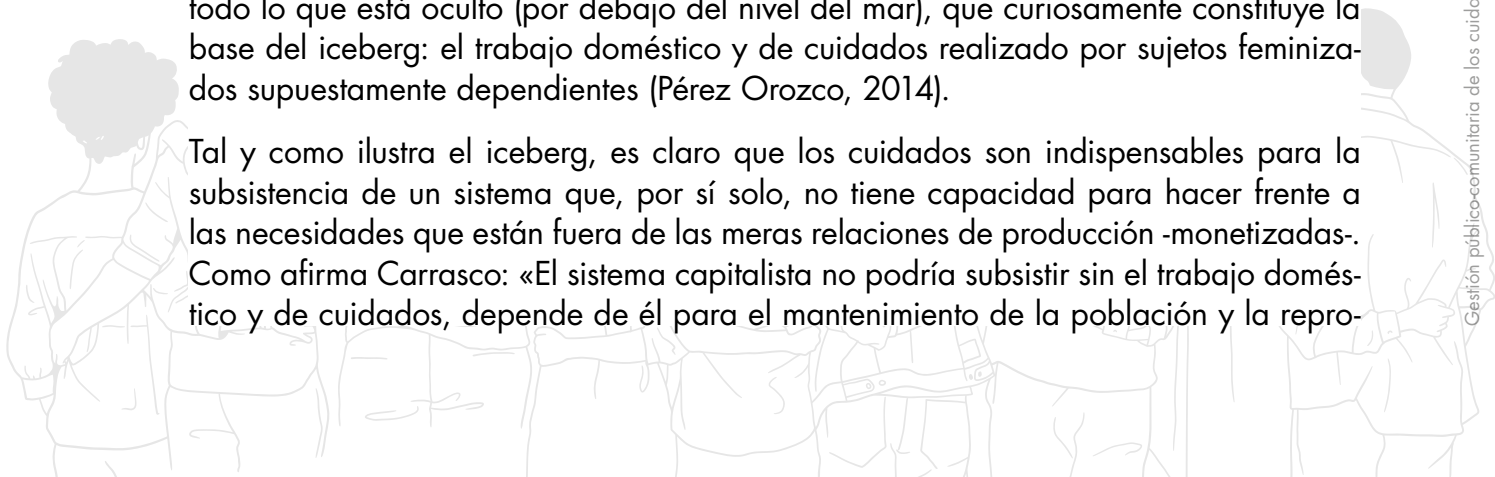 todo lo que está oculto (por debajo del nivel del mar), que curiosamente constituye la
base del iceberg: el trabajo doméstico y de cuidados realizado por sujetos feminiza-
dos supuestamente dependientes (Pérez Orozco, 2014).
Tal y como ilustra el iceberg, es claro que los cuidados son indispensables para la
subsistencia de un sistema que, por sí solo, no tiene capacidad para hacer frente a
las necesidades que están fuera de las meras relaciones de producción -monetizadas-.
Como afirma Carrasco: «El sistema capitalista no podría subsistir sin el trabajo domés-
tico y de cuidados, depende de él para el mantenimiento de la población y la repro-
Gestión público-comunitaria de los